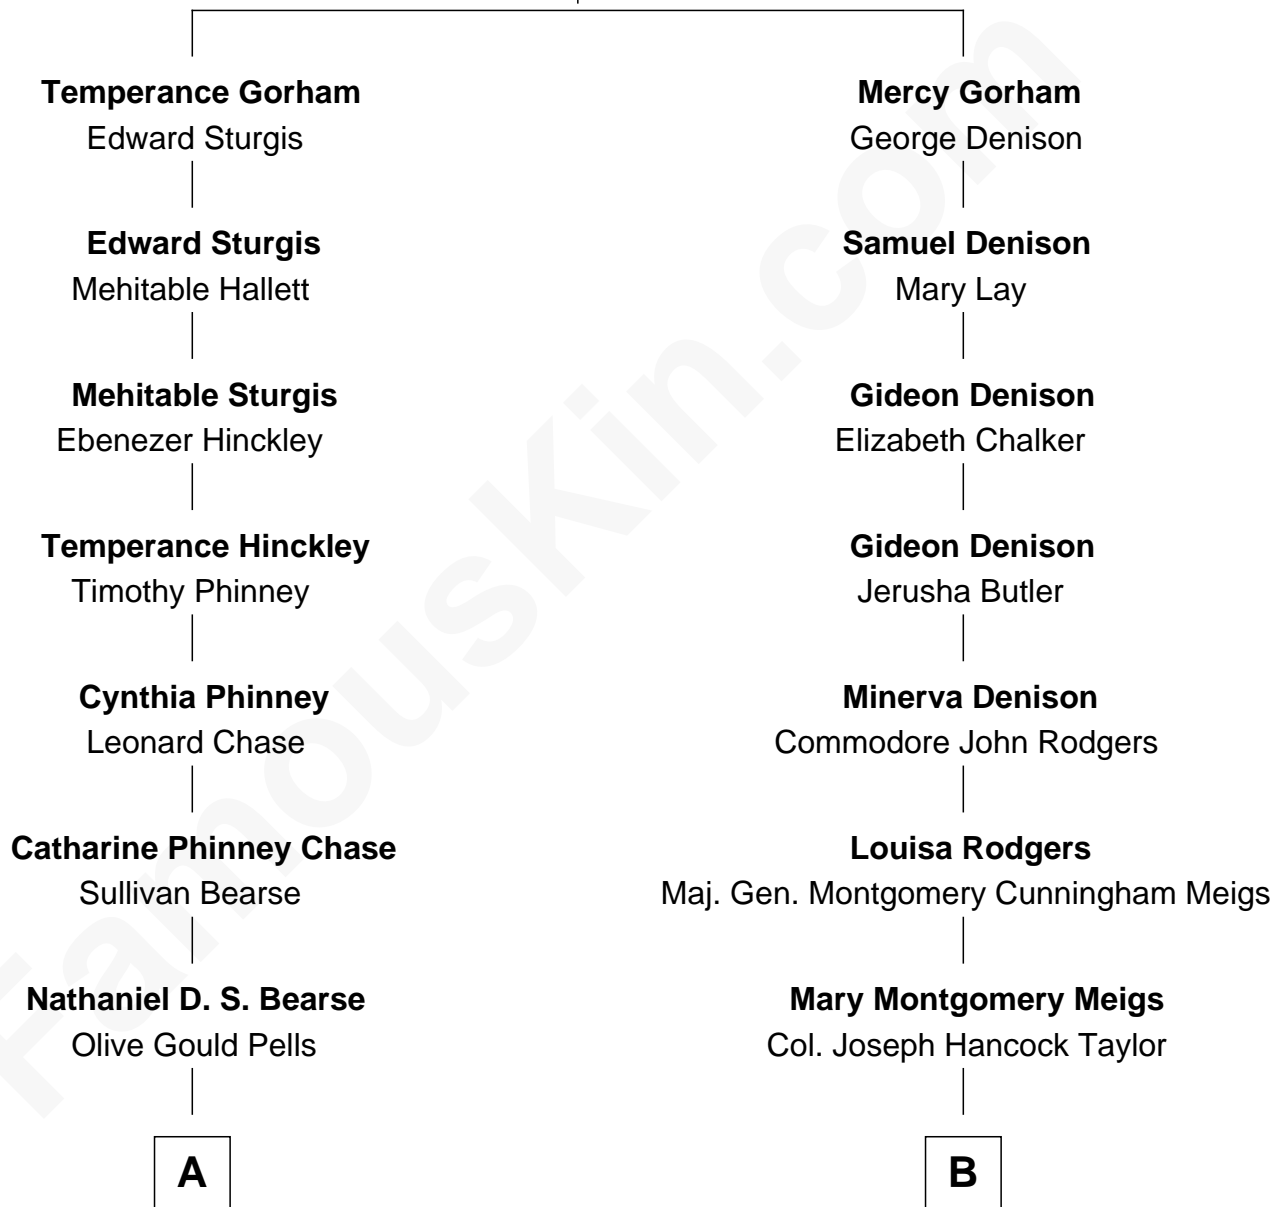 Temperance Gorham
Edward Sturgis
Edward Sturgis
Mehitable Hallett
Mehitable Sturgis
Ebenezer Hinckley
Temperance Hinckley
Timothy Phinney
Cynthia Phinney
Leonard Chase
Catharine Phinney Chase
Sullivan Bearse
Nathaniel D. S. Bearse
Olive Gould Pells
A
Mercy Gorham
George Denison
Samuel Denison
Mary Lay
Gideon Denison
Elizabeth Chalker
Gideon Denison
Jerusha Butler
Minerva Denison
Commodore John Rodgers
Louisa Rodgers
Maj. Gen. Montgomery Cunningham Meigs
Mary Montgomery Meigs
Col. Joseph Hancock Taylor
B
FamousKin.com